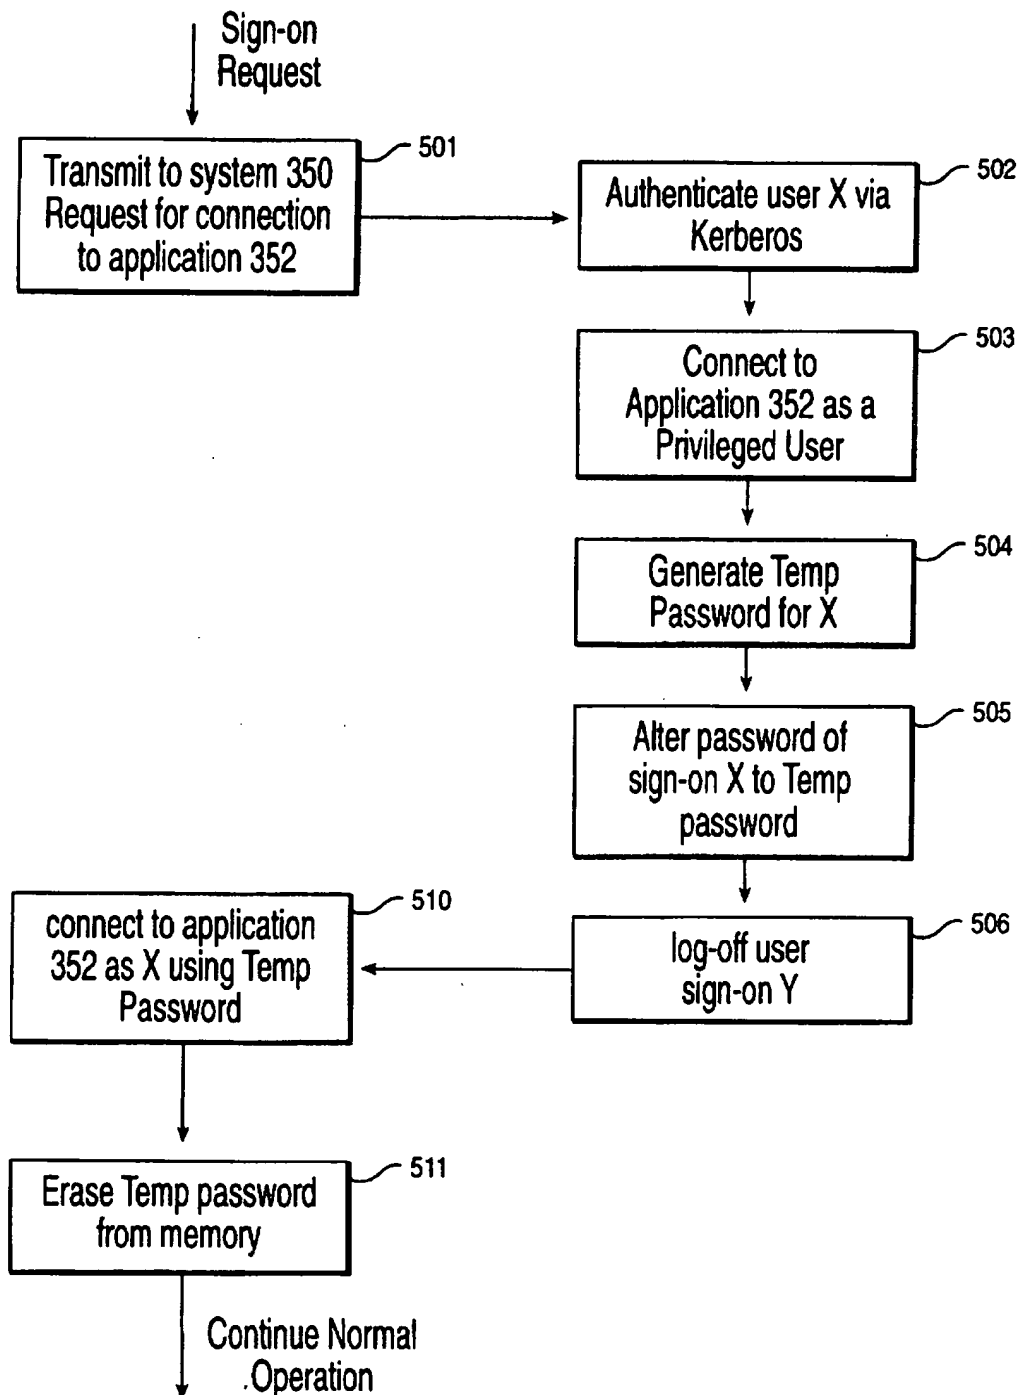 Sign-on
Request
501
Transmit to system 350
Request for connection
to application 352
502
Authenticate user X via
Kerberos
503
Connect to
Application 352 as a
Privileged User
504
Generate Temp
Password for X
505
Alter password of
sign-on X to Temp
password
506
log-off user
sign-on Y
510
connect to application
352 as X using Temp
Password
511
Erase Temp password
from memory
Continue Normal
Operation